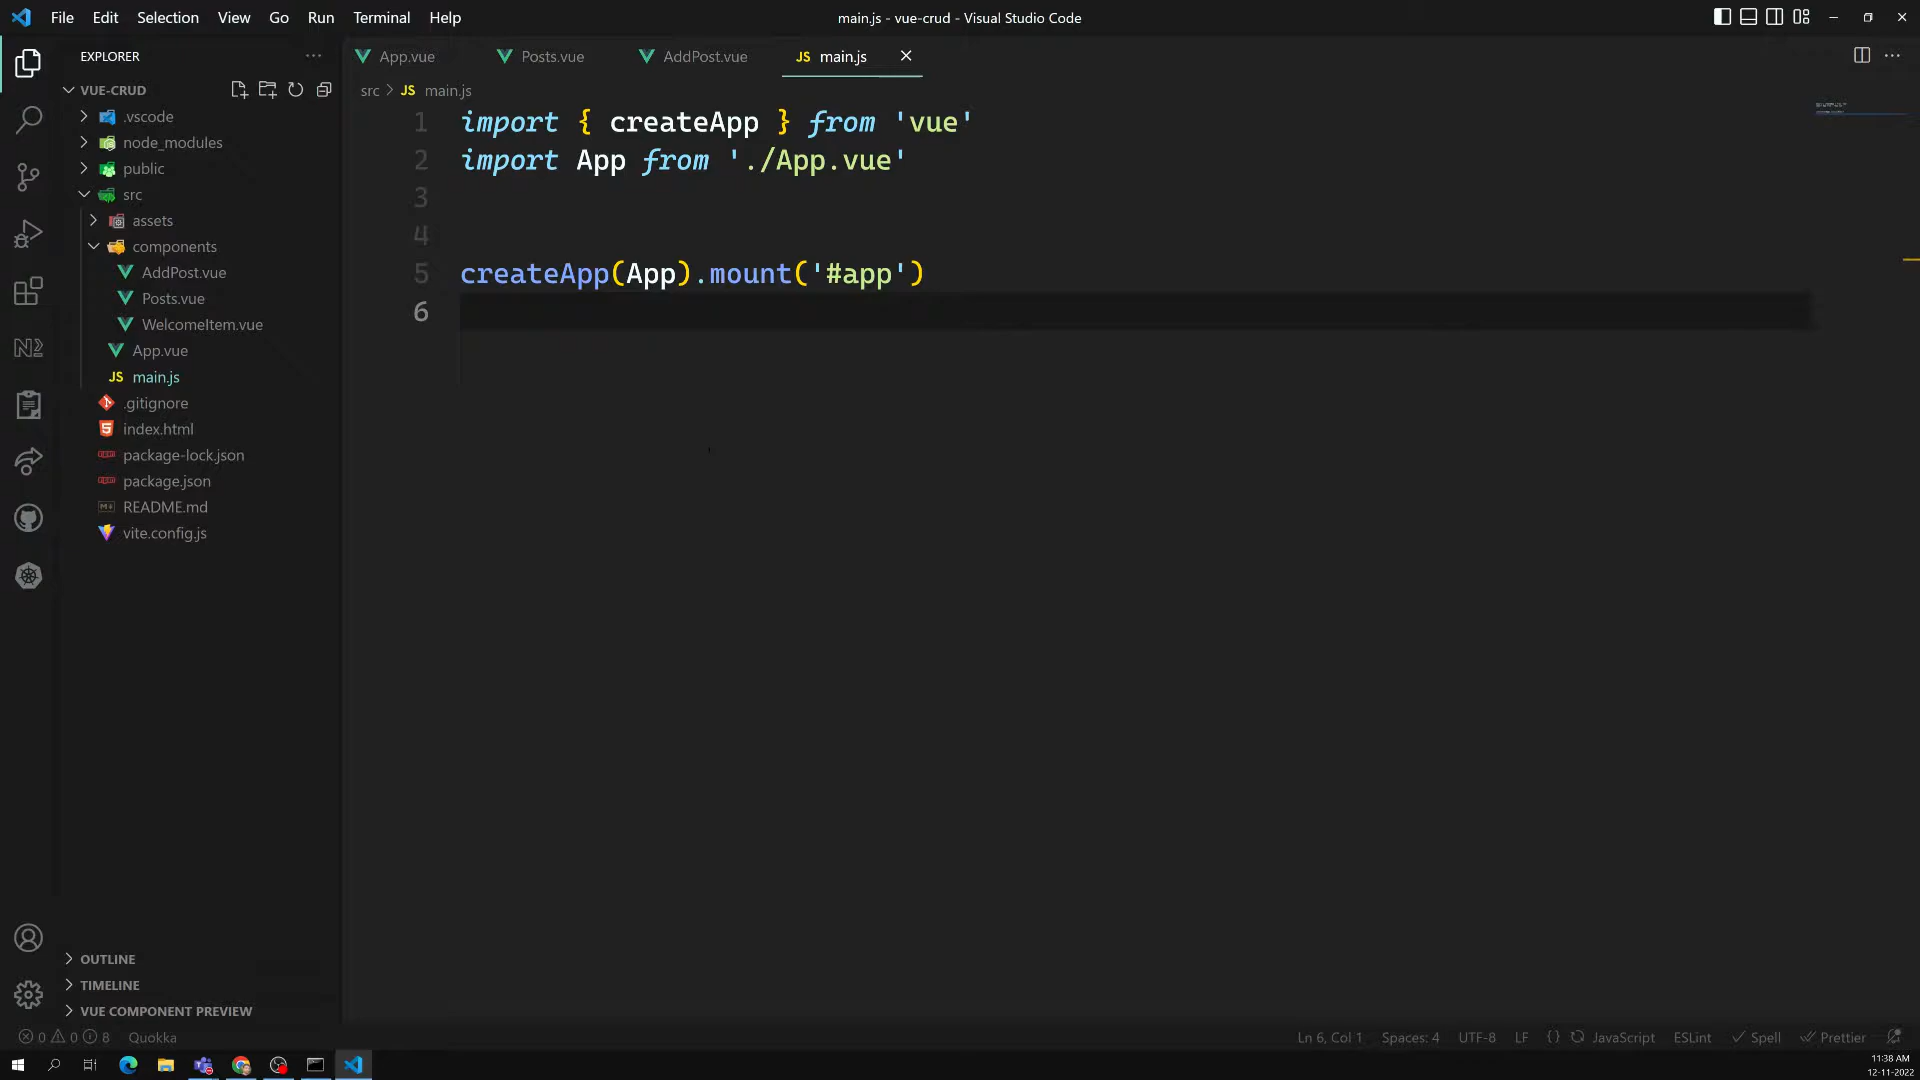 File Edit Selection View Go Run Terminal Help
main.js - vue-crud - Visual Studio Code
EXPLORER
VUE-CRUD
.vscode
node_modules
public
src
assets
components
AddPost.vue
Posts.vue
WelcomeItem.vue
App.vue
JS main.js
.gitignore
index.html
package-lock.json
package.json
README.md
vite.config.js
OUTLINE
TIMELINE
VUE COMPONENT PREVIEW
App.vue Posts.vue AddPost.vue JS main.js
src > JS main.js
1 import { createApp } from 'vue'
2 import App from './App.vue'
3
4
5 createApp(App).mount('#app')
6
0 0 8 Quokka
Ln 6, Col 1 Spaces: 4 UTF-8 LF {} JavaScript ESLint Spell Prettier
11:38 AM
12-11-2022